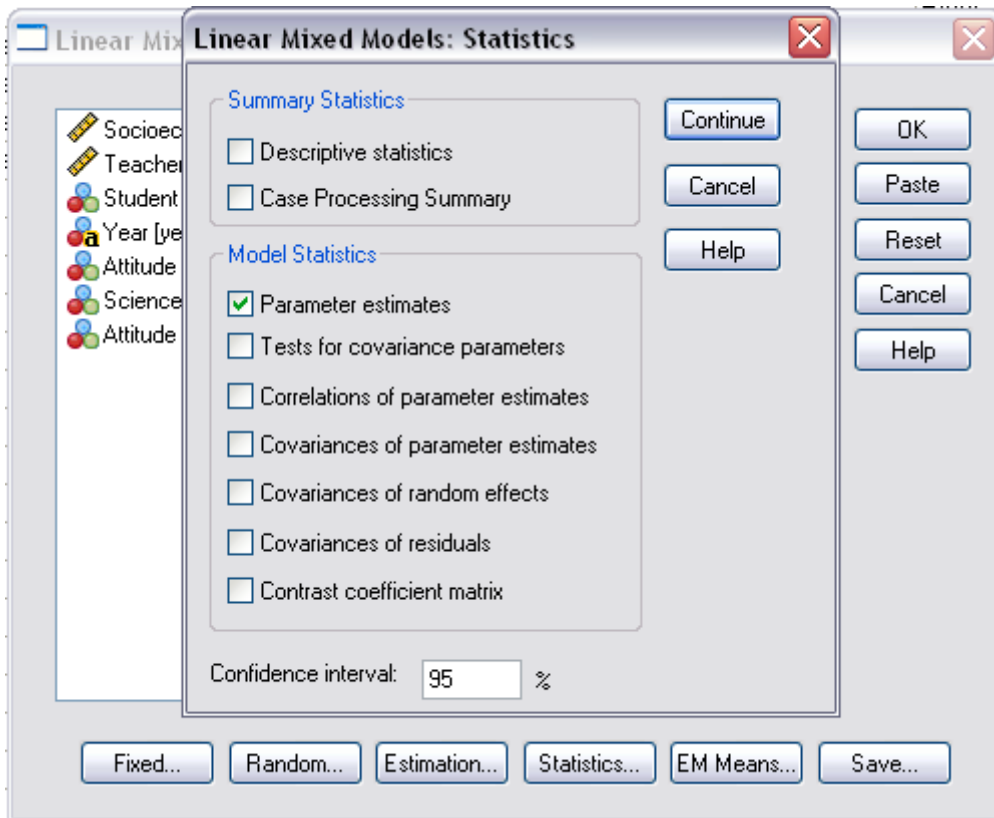 Linear Mix
Linear Mixed Models: Statistics
Socioec
Teacher
Student
Year [ye
Attitude
Science
Attitude
Summary Statistics
Descriptive statistics
Case Processing Summary
Model Statistics
Parameter estimates
Tests for covariance parameters
Correlations of parameter estimates
Covariances of parameter estimates
Covariances of random effects
Covariances of residuals
Contrast coefficient matrix
Confidence interval: 95 %
Continue
Cancel
Help
OK
Paste
Reset
Cancel
Help
Fixed... Random... Estimation... Statistics... EM Means... Save...